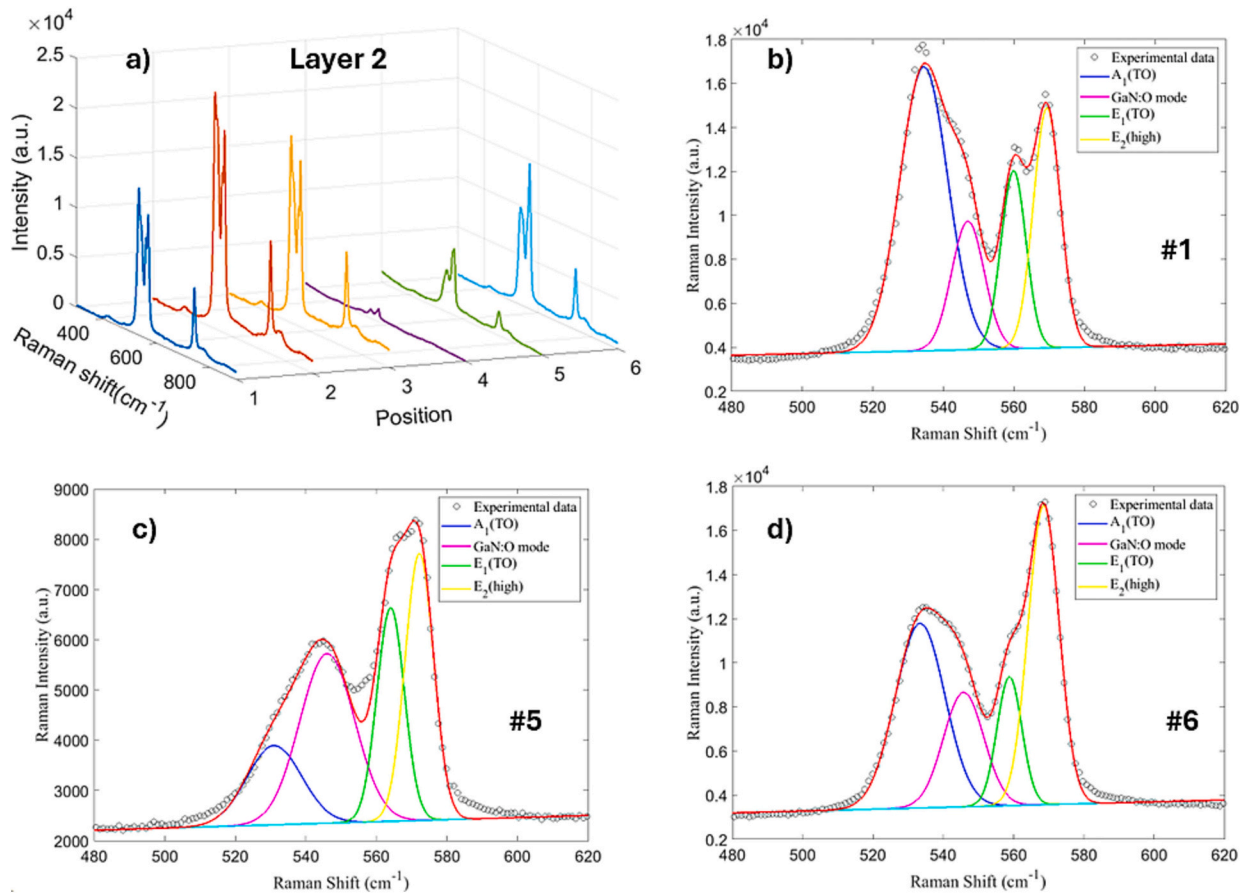 a) Layer 2
×10⁴
2.5
2
1.5
1
0.5
0
Intensity (a.u.)
400
600
800
Raman shift(cm⁻¹)
1
2
3
4
5
6
Position
b)
×10⁴
1.8
1.6
1.4
1.2
1
0.8
0.6
0.4
0.2
Raman Intensity (a.u.)
Experimental data
A₁(TO)
GaN:O mode
E₁(TO)
E₂(high)
#1
480 500 520 540 560 580 600 620
Raman Shift (cm⁻¹)
c)
9000
8000
7000
6000
5000
4000
3000
2000
Raman Intensity (a.u.)
Experimental data
A₁(TO)
GaN:O mode
E₁(TO)
E₂(high)
#5
480 500 520 540 560 580 600 620
Raman Shift (cm⁻¹)
d)
×10⁴
1.8
1.6
1.4
1.2
1
0.8
0.6
0.4
0.2
Raman Intensity (a.u.)
Experimental data
A₁(TO)
GaN:O mode
E₁(TO)
E₂(high)
#6
480 500 520 540 560 580 600 620
Raman Shift (cm⁻¹)